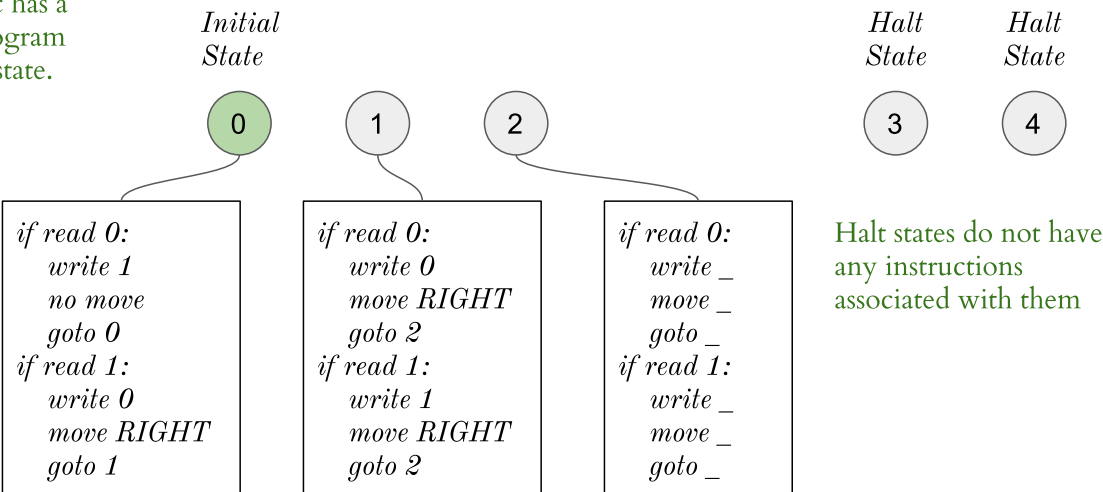 has a
ogram
state.
Initial
State
Halt
State
Halt
State
0
1
2
3
4
if read 0:
write 1
no move
goto 0
if read 1:
write 0
move RIGHT
goto 1
if read 0:
write 0
move RIGHT
goto 2
if read 1:
write 1
move RIGHT
goto 2
if read 0:
write _
move _
goto _
if read 1:
write _
move _
goto _
Halt states do not have
any instructions
associated with them